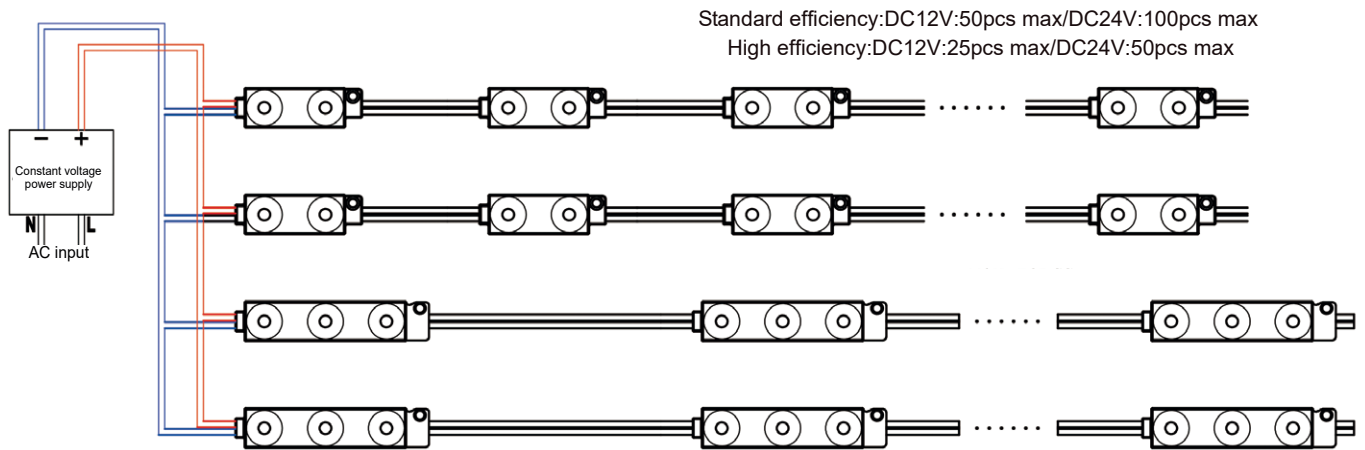 Standard efficiency:DC12V:50pcs max/DC24V:100pcs max
High efficiency:DC12V:25pcs max/DC24V:50pcs max
− +
Constant voltage
power supply
N L
AC input